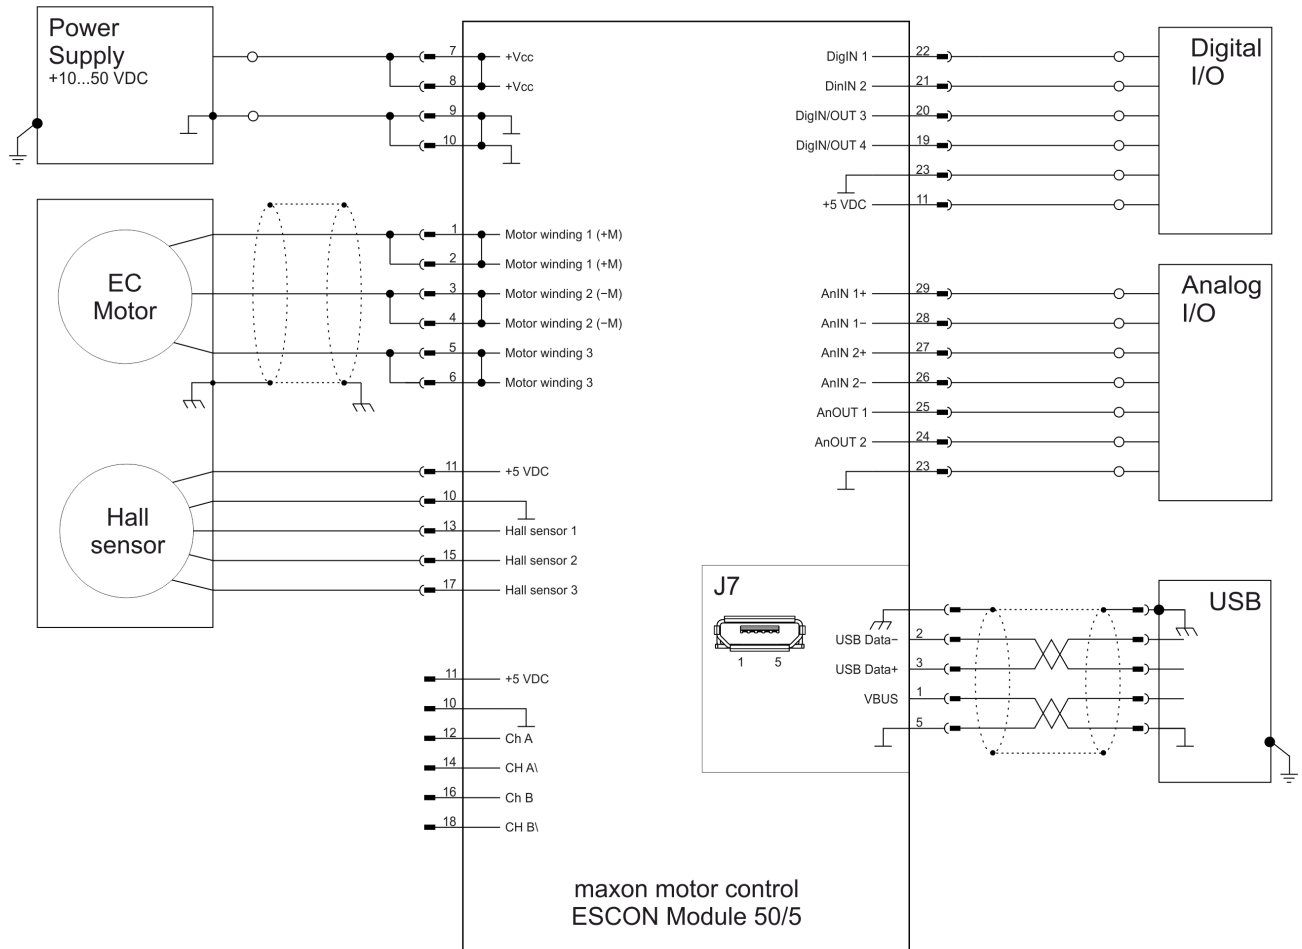 Power
Supply
+10...50 VDC
7 +Vcc
8 +Vcc
9
10
EC
Motor
1 Motor winding 1 (+M)
2 Motor winding 1 (+M)
3 Motor winding 2 (−M)
4 Motor winding 2 (−M)
5 Motor winding 3
6 Motor winding 3
Hall
sensor
11 +5 VDC
10
13 Hall sensor 1
15 Hall sensor 2
17 Hall sensor 3
11 +5 VDC
10
12 Ch A
14 CH A\
16 Ch B
18 CH B\
DigIN 1 22
DinIN 2 21
DigIN/OUT 3 20
DigIN/OUT 4 19
23
+5 VDC 11
Digital
I/O
AnIN 1+ 29
AnIN 1− 28
AnIN 2+ 27
AnIN 2− 26
AnOUT 1 25
AnOUT 2 24
23
Analog
I/O
J7
1 5
USB Data− 2
USB Data+ 3
VBUS 1
5
USB
maxon motor control
ESCON Module 50/5